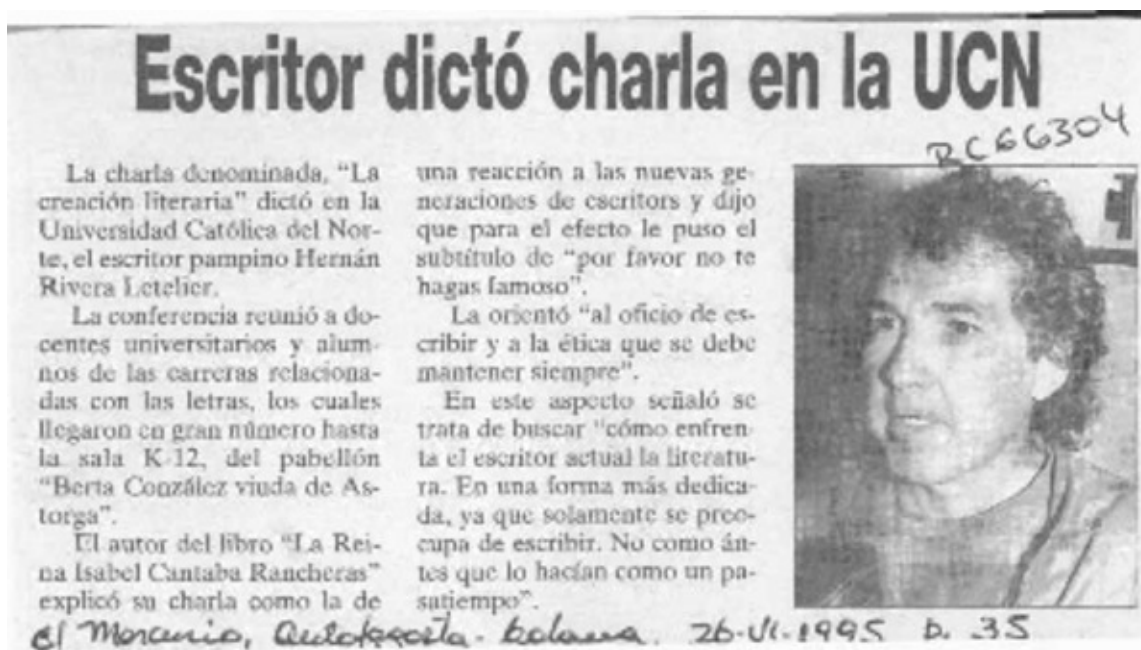 Escritor dictó charla en la UCN
RC66304
La charla denominada, "La
creación literaria" dictó en la
Universidad Católica del Nor-
te, el escritor pampino Hernán
Rivera Letelier.
La conferencia reunió a do-
centes universitarios y alum-
nos de las carreras relaciona-
das con las letras, los cuales
llegaron en gran número hasta
la sala K-12, del pabellón
"Berta González viuda de As-
torga".
El autor del libro "La Rei-
na Isabel Cantaba Rancheras"
explicó su charla como la de
una reacción a las nuevas ge-
neraciones de escritors y dijo
que para el efecto le puso el
subtítulo de "por favor no te
hagas famoso".
La orientó "al oficio de es-
cribir y a la ética que se debe
mantener siempre".
En este aspecto señaló se
trata de buscar "cómo enfren-
ta el escritor actual la literatu-
ra. En una forma más dedica-
da, ya que solamente se preo-
cupa de escribir. No como án-
tes que lo hacían como un pa-
satiempo".
El Mercurio, Antofagasta- 26-VI-1995 p. 35